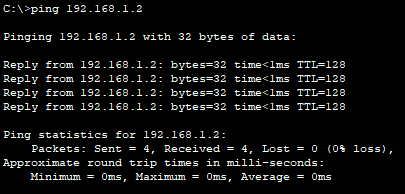 C:\>ping 192.168.1.2
Pinging 192.168.1.2 with 32 bytes of data:
Reply from 192.168.1.2: bytes=32 time<1ms TTL=128
Reply from 192.168.1.2: bytes=32 time<1ms TTL=128
Reply from 192.168.1.2: bytes=32 time<1ms TTL=128
Reply from 192.168.1.2: bytes=32 time<1ms TTL=128
Ping statistics for 192.168.1.2:
    Packets: Sent = 4, Received = 4, Lost = 0 (0% loss),
Approximate round trip times in milli-seconds:
    Minimum = 0ms, Maximum = 0ms, Average = 0ms